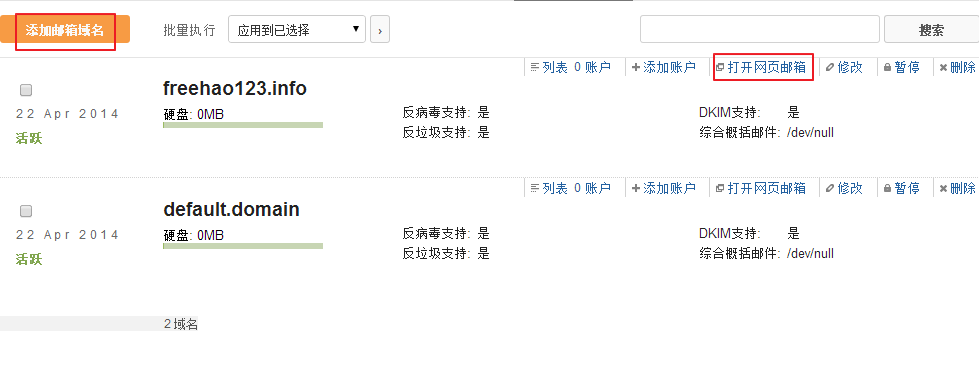 添加邮箱域名 批量执行 应用到已选择 › 搜索
列表 0 账户 添加账户 打开网页邮箱 修改 暂停 删除
freehao123.info
22 Apr 2014 硬盘: 0MB 反病毒支持: 是 DKIM支持: 是
活跃 反垃圾支持: 是 综合概括邮件: /dev/null
列表 0 账户 添加账户 打开网页邮箱 修改 暂停 删除
default.domain
22 Apr 2014 硬盘: 0MB 反病毒支持: 是 DKIM支持: 是
活跃 反垃圾支持: 是 综合概括邮件: /dev/null
2 域名